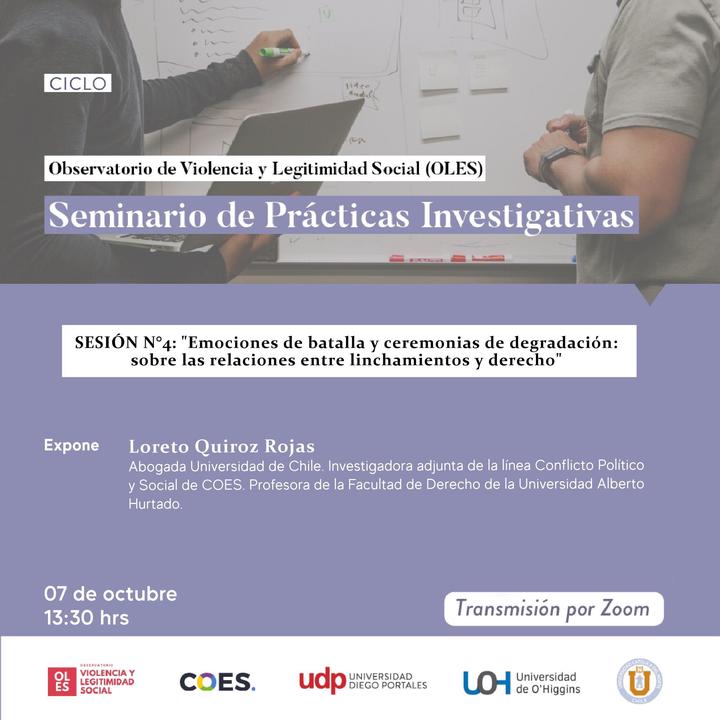 CICLO
Observatorio de Violencia y Legitimidad Social (OLES)
Seminario de Prácticas Investigativas
SESIÓN N°4: "Emociones de batalla y ceremonias de degradación:
sobre las relaciones entre linchamientos y derecho"
Expone
Loreto Quiroz Rojas
Abogada Universidad de Chile. Investigadora adjunta de la línea Conflicto Político
y Social de COES. Profesora de la Facultad de Derecho de la Universidad Alberto
Hurtado.
07 de octubre
13:30 hrs
Transmisión por Zoom
OL
ES
OBSERVATORIO
VIOLENCIA Y
LEGITIMIDAD
SOCIAL
COES.
udp UNIVERSIDAD
DIEGO PORTALES
UOH Universidad
de O'Higgins